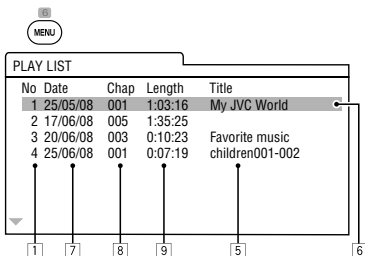 6
MENU
PLAY LIST
No Date Chap Length Title
1 25/05/08 001 1:03:16 My JVC World
2 17/06/08 005 1:35:25
3 20/06/08 003 0:10:23 Favorite music
4 25/06/08 001 0:07:19 children001-002
1 7 8 9 5 6